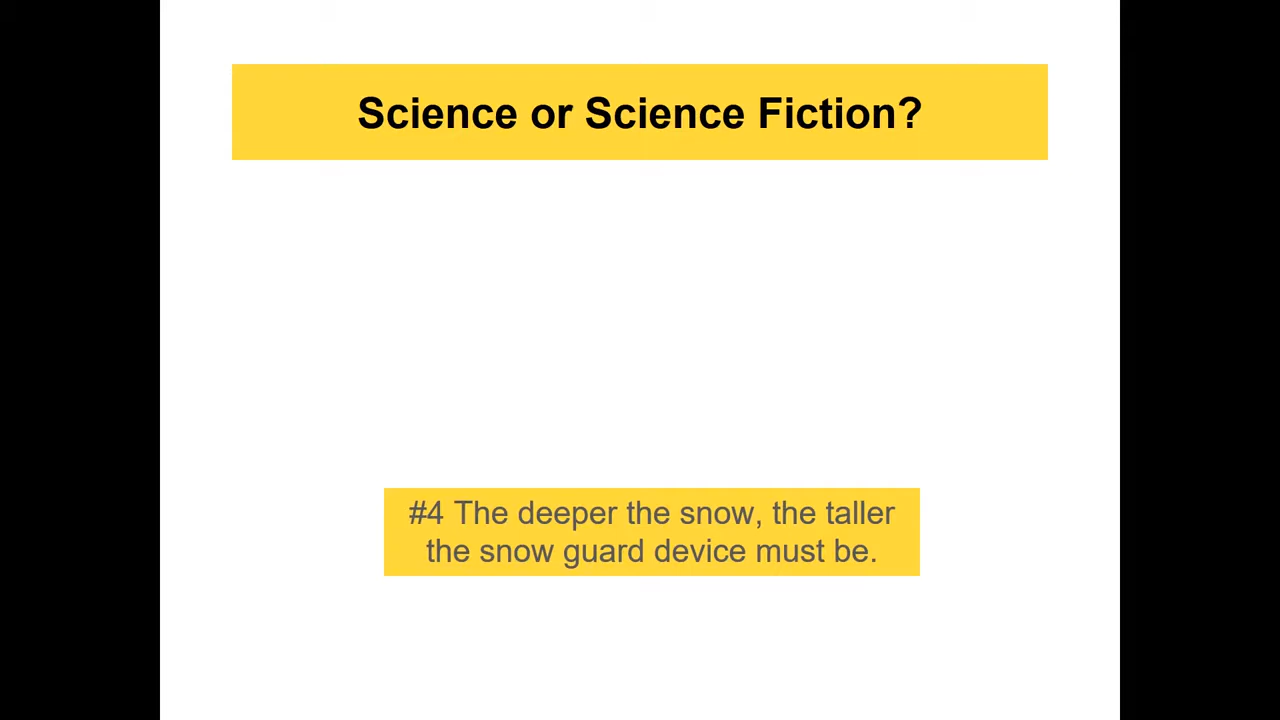 Science or Science Fiction?
#4 The deeper the snow, the taller
the snow guard device must be.